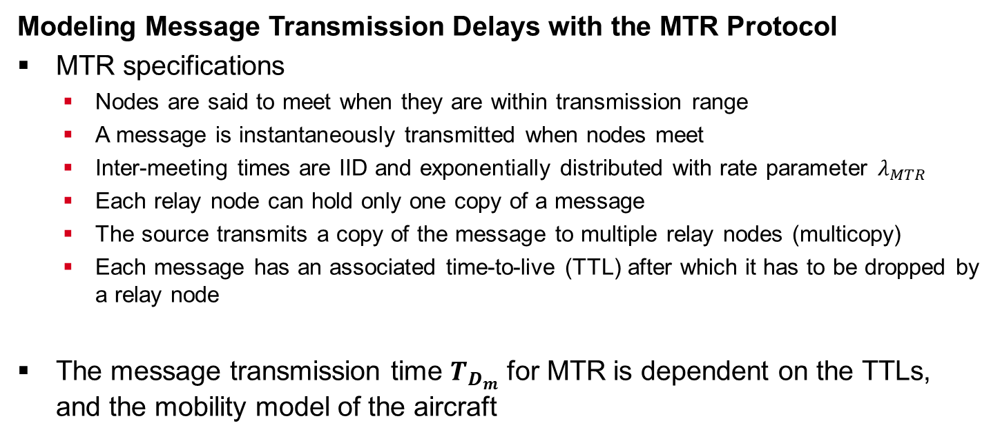 Modeling Message Transmission Delays with the MTR Protocol
▪ MTR specifications
▪ Nodes are said to meet when they are within transmission range
▪ A message is instantaneously transmitted when nodes meet
▪ Inter-meeting times are IID and exponentially distributed with rate parameter λ_MTR
▪ Each relay node can hold only one copy of a message
▪ The source transmits a copy of the message to multiple relay nodes (multicopy)
▪ Each message has an associated time-to-live (TTL) after which it has to be dropped by
a relay node
▪ The message transmission time T_{D_m} for MTR is dependent on the TTLs,
and the mobility model of the aircraft